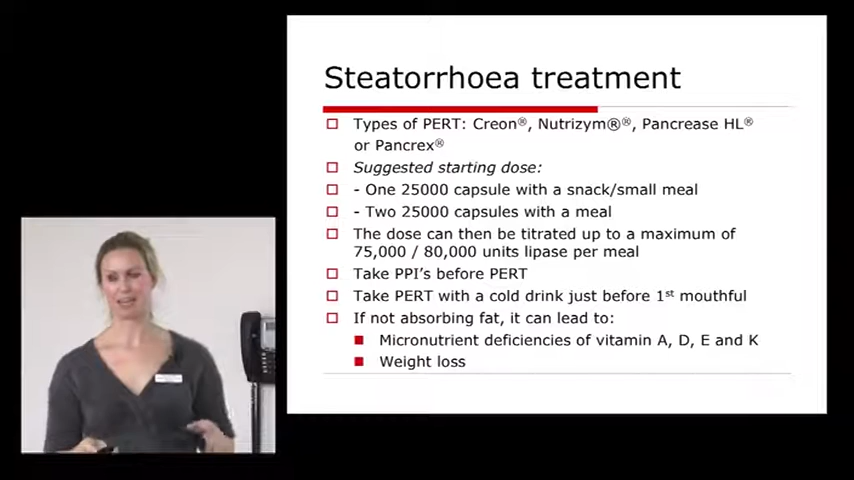 Steatorrhoea treatment
Types of PERT: Creon®, Nutrizym®®, Pancrease HL®
or Pancrex®
Suggested starting dose:
- One 25000 capsule with a snack/small meal
- Two 25000 capsules with a meal
The dose can then be titrated up to a maximum of
75,000 / 80,000 units lipase per meal
Take PPI's before PERT
Take PERT with a cold drink just before 1st mouthful
If not absorbing fat, it can lead to:
Micronutrient deficiencies of vitamin A, D, E and K
Weight loss